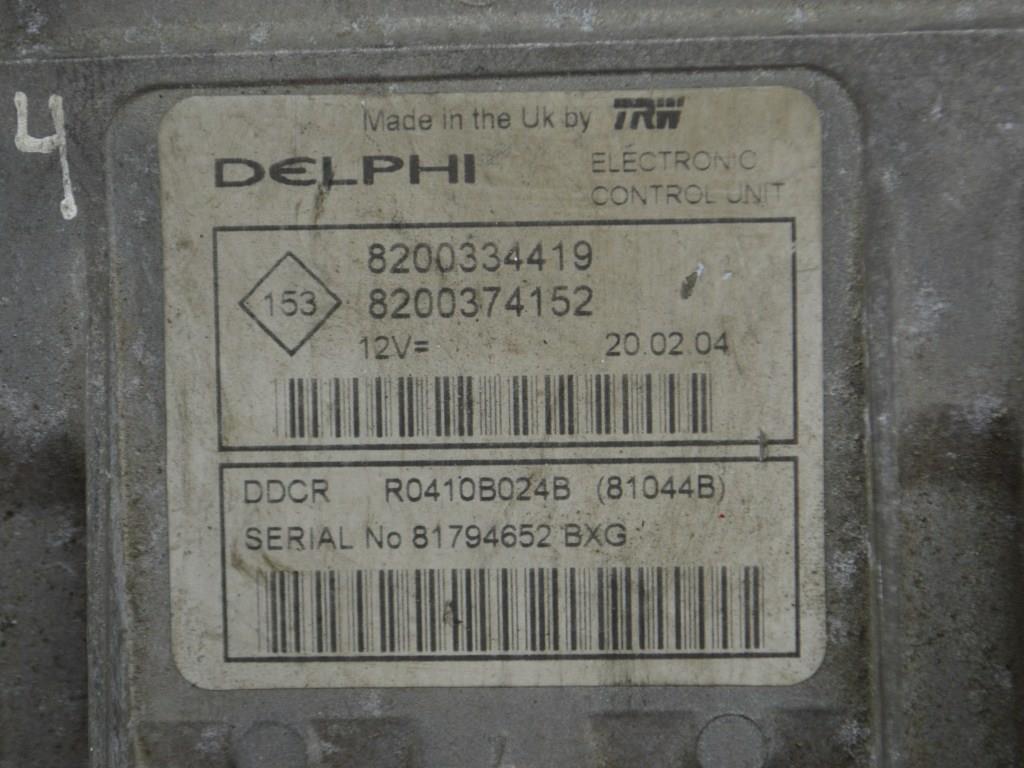 4
Made in the Uk by TRW
DELPHI
ELECTRONIC
CONTROL UNIT
8200334419
153
8200374152
12V= 20.02.04
DDCR R0410B024B (81044B)
SERIAL No 81794652 BXG